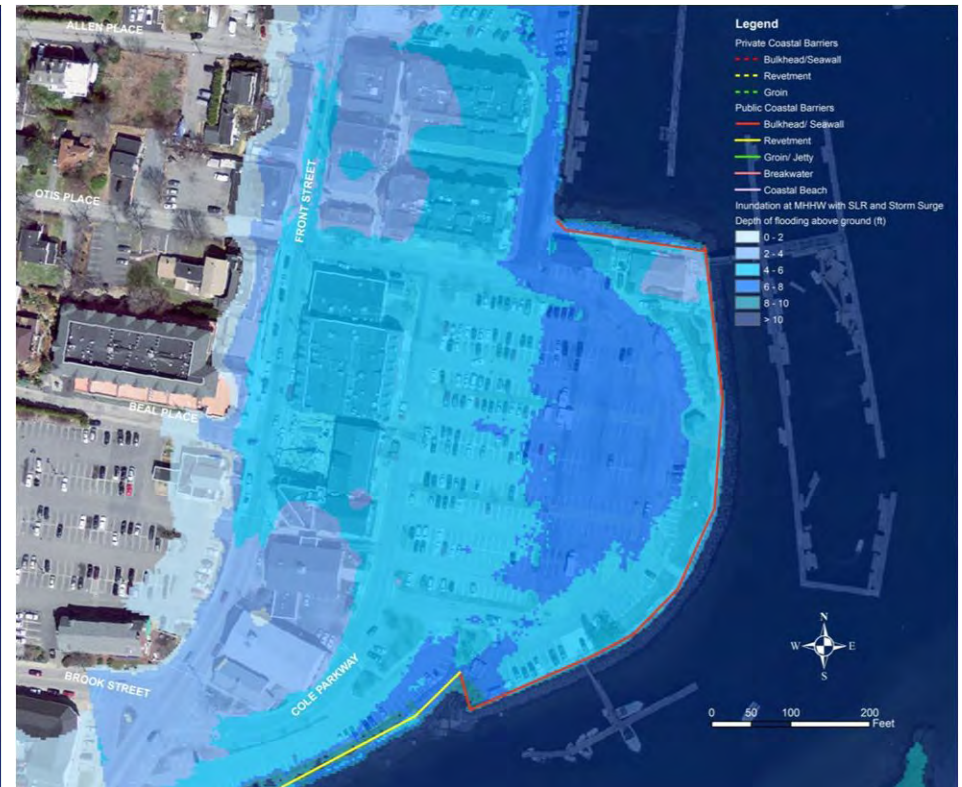 ALLEN PLACE
OTIS PLACE
FRONT STREET
BEAL PLACE
BROOK STREET
COLE PARKWAY
Legend
Private Coastal Barriers
Bulkhead/Seawall
Revetment
Groin
Public Coastal Barriers
Bulkhead/ Seawall
Revetment
Groin/ Jetty
Breakwater
Coastal Beach
Inundation at MHHW with SLR and Storm Surge
Depth of flooding above ground (ft)
0 - 2
2 - 4
4 - 6
6 - 8
8 - 10
> 10
N
W E
S
0 50 100 200
Feet